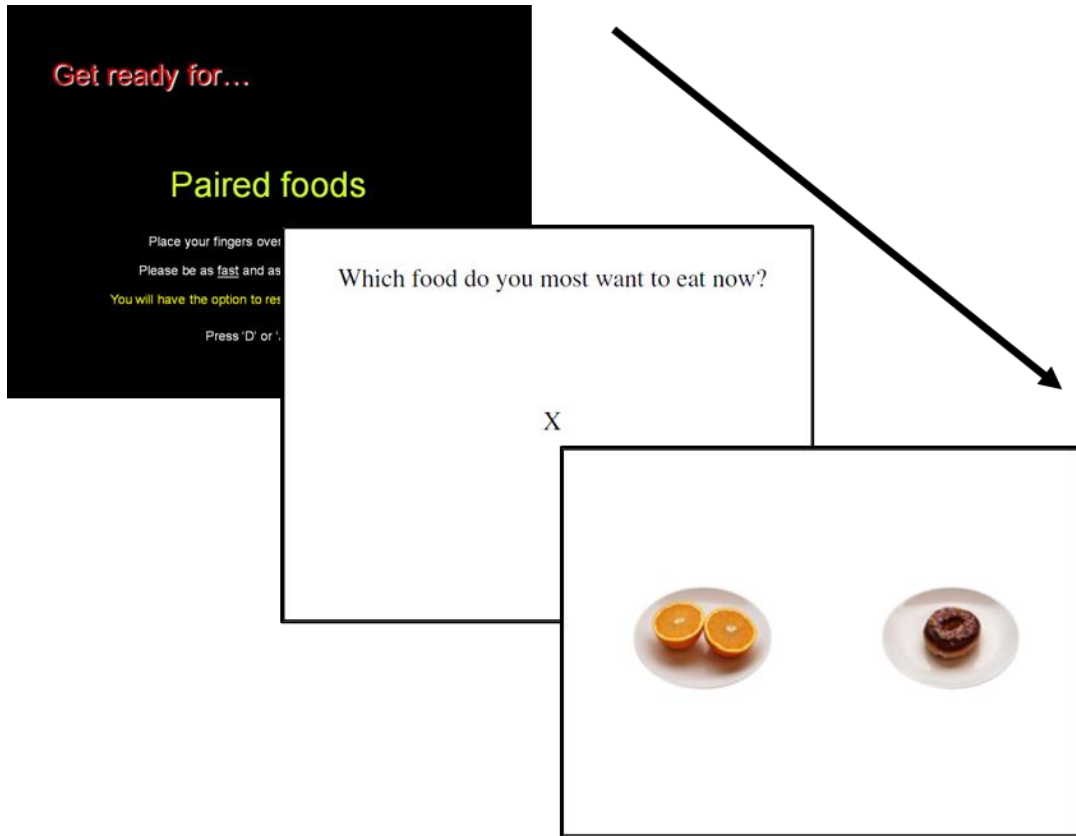 Get ready for...
Paired foods
Place your fingers over
Please be as fast and as
You will have the option to
Press 'D' or
Which food do you most want to eat now?
X